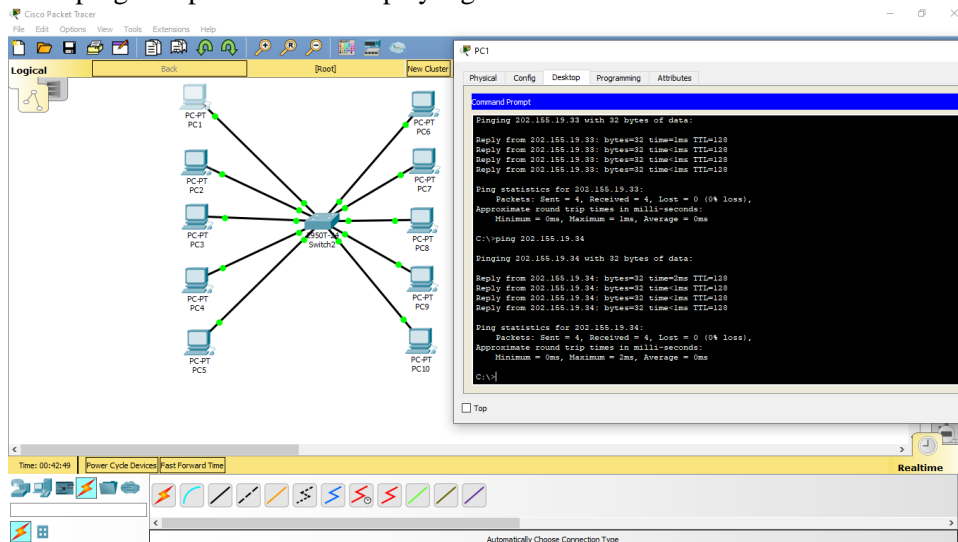 Cisco Packet Tracer
File Edit Options View Tools Extensions Help
Logical
Back
[Root]
New Cluster
PC-PT
PC1
PC-PT
PC2
PC-PT
PC3
PC-PT
PC4
PC-PT
PC5
PC-PT
PC6
PC-PT
PC7
PC-PT
PC8
PC-PT
PC9
PC-PT
PC10
2950T-24
Switch2
PC1
Physical Config Desktop Programming Attributes
Command Prompt
Pinging 202.155.19.33 with 32 bytes of data:
Reply from 202.155.19.33: bytes=32 time=1ms TTL=128
Reply from 202.155.19.33: bytes=32 time<1ms TTL=128
Reply from 202.155.19.33: bytes=32 time<1ms TTL=128
Reply from 202.155.19.33: bytes=32 time<1ms TTL=128
Ping statistics for 202.155.19.33:
Packets: Sent = 4, Received = 4, Lost = 0 (0% loss),
Approximate round trip times in milli-seconds:
Minimum = 0ms, Maximum = 1ms, Average = 0ms
C:\>ping 202.155.19.34
Pinging 202.155.19.34 with 32 bytes of data:
Reply from 202.155.19.34: bytes=32 time=2ms TTL=128
Reply from 202.155.19.34: bytes=32 time<1ms TTL=128
Reply from 202.155.19.34: bytes=32 time<1ms TTL=128
Reply from 202.155.19.34: bytes=32 time<1ms TTL=128
Ping statistics for 202.155.19.34:
Packets: Sent = 4, Received = 4, Lost = 0 (0% loss),
Approximate round trip times in milli-seconds:
Minimum = 0ms, Maximum = 2ms, Average = 0ms
C:\>
Top
Time: 00:42:49
Power Cycle Devices
Fast Forward Time
Realtime
Automatically Choose Connection Type